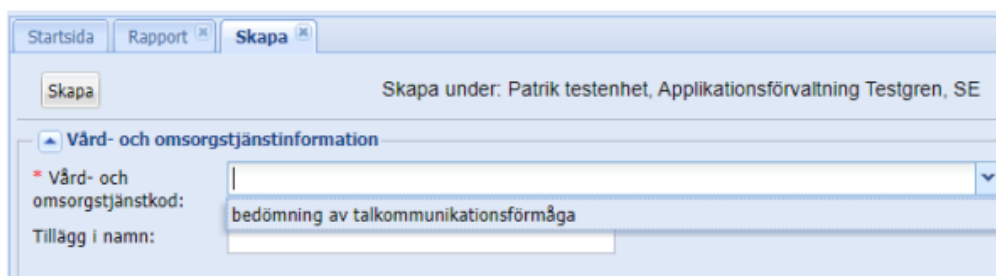 Startsida Rapport Skapa
Skapa Skapa under: Patrik testenhet, Applikationsförvaltning Testgren, SE
Vård- och omsorgstjänstinformation
* Vård- och
omsorgstjänstkod:
bedömning av talkommunikationsförmåga
Tillägg i namn: